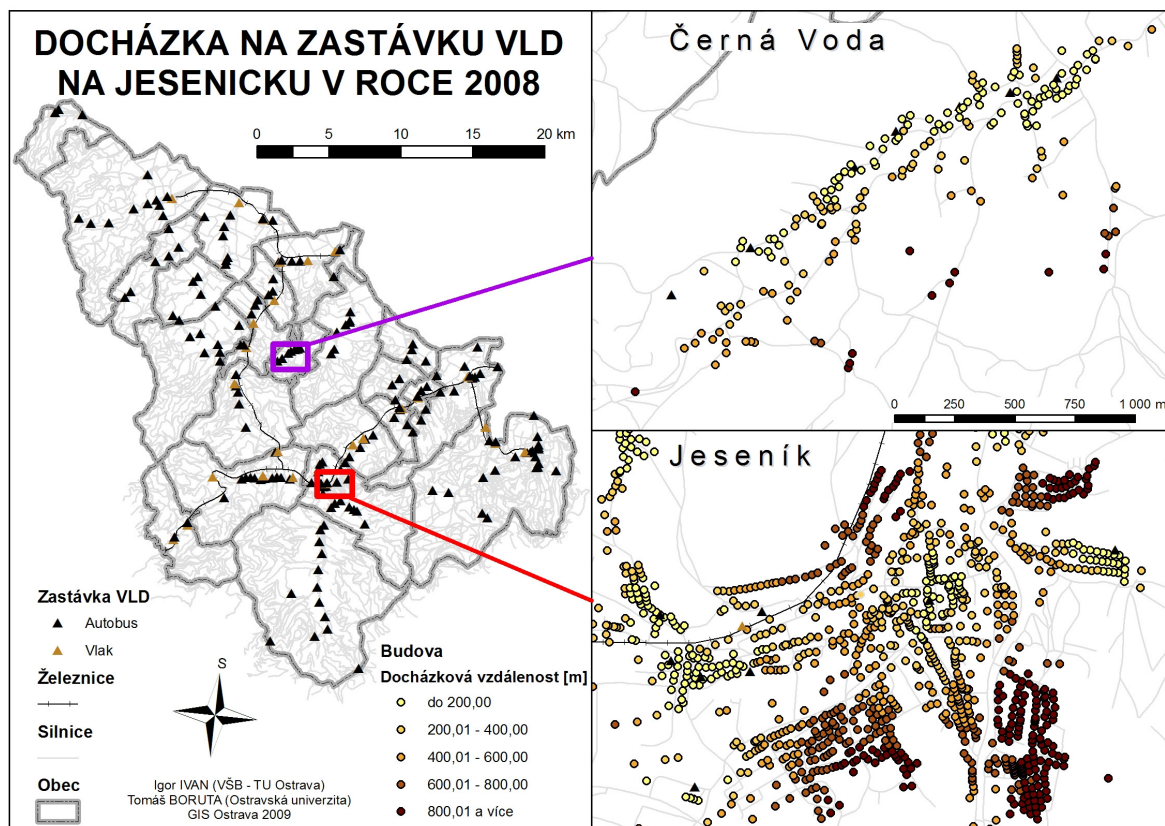 DOCHÁZKA NA ZASTÁVKU VLD
NA JESENICKU V ROCE 2008
0 5 10 15 20 km
Zastávka VLD
Autobus
Vlak
Železnice
Silnice
Obec
S
Igor IVAN (VŠB - TU Ostrava)
Tomáš BORUTA (Ostravská univerzita)
GIS Ostrava 2009
Budova
Docházková vzdálenost [m]
do 200,00
200,01 - 400,00
400,01 - 600,00
600,01 - 800,00
800,01 a více
Černá Voda
0 250 500 750 1 000 m
Jeseník